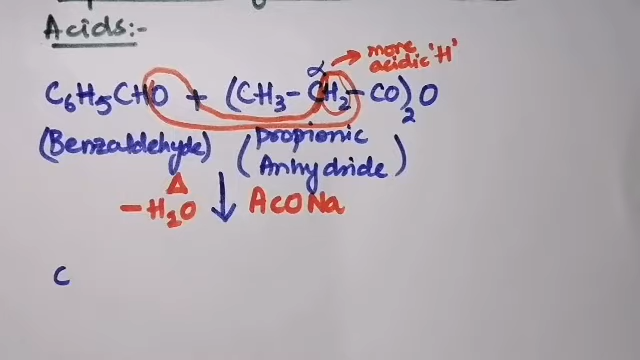 Acids:-
α → more acidic 'H'
C6H5CHO + (CH3-CH2-CO)2O
(Benzaldehyde) (Propionic Anhydride)
Δ
-H2O ↓ AcONa
C